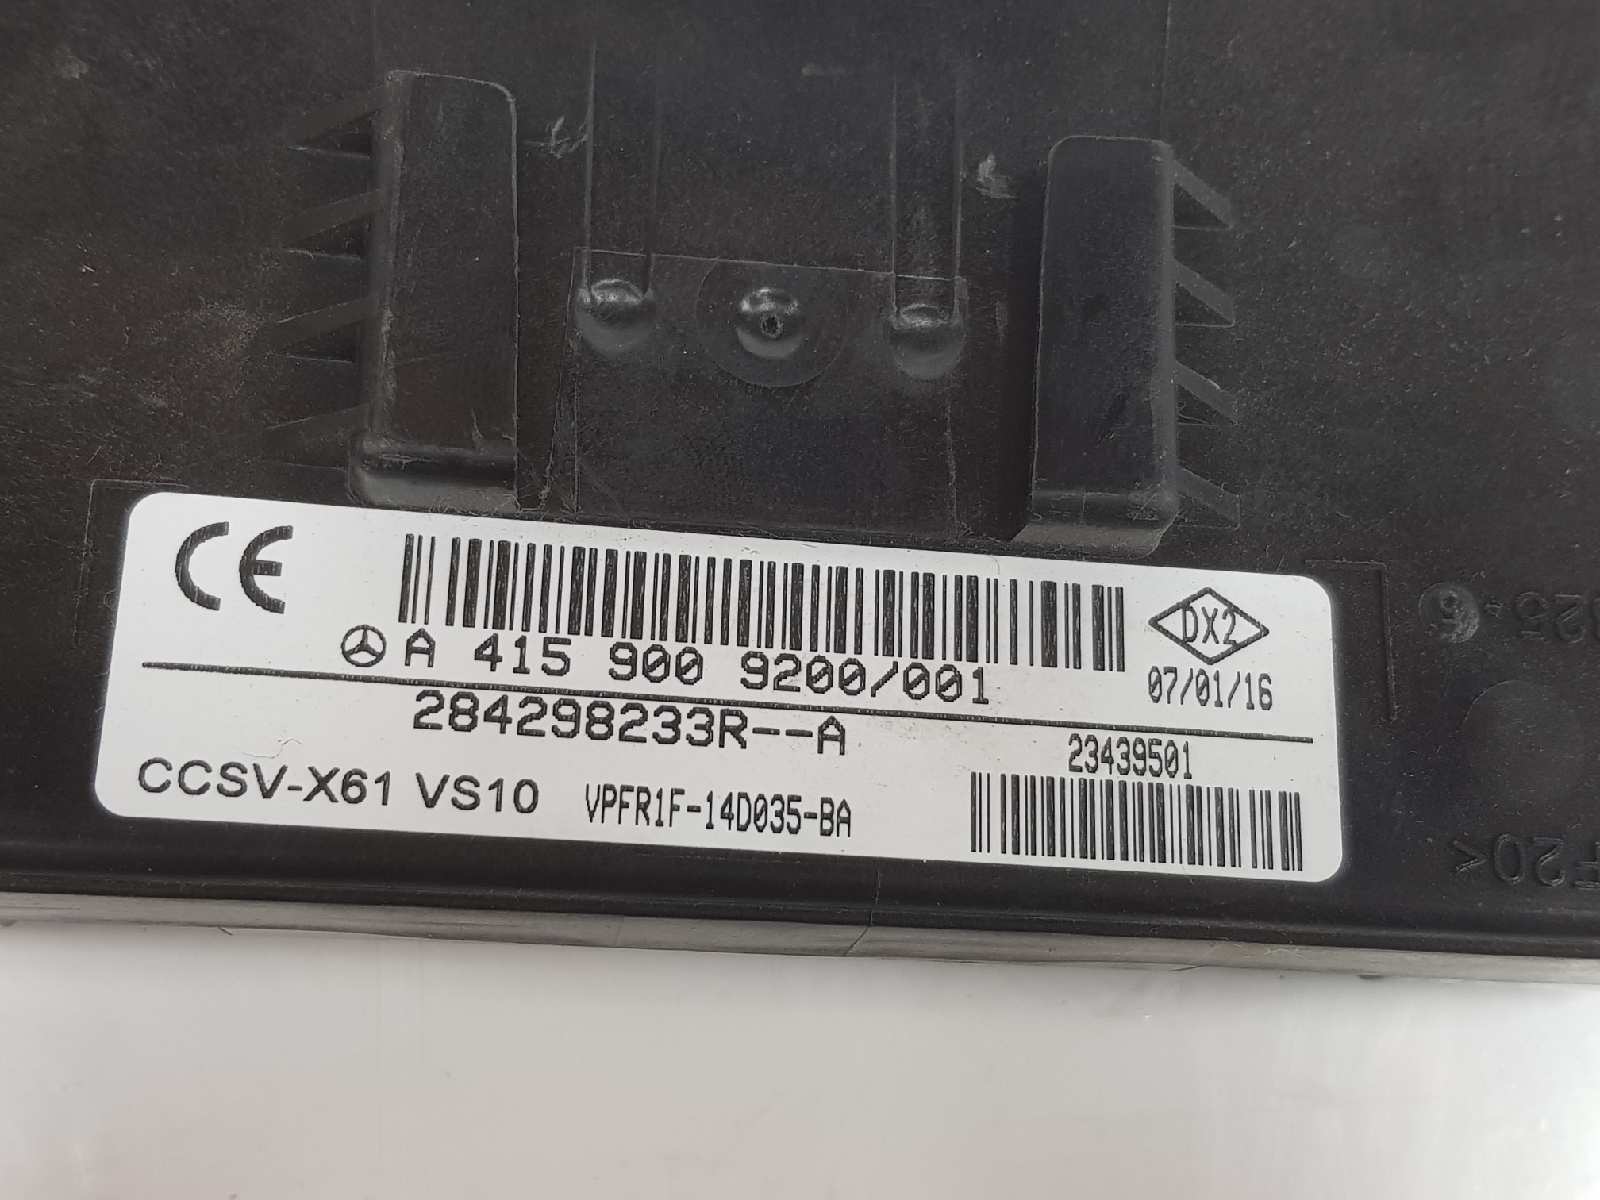 CE
A 415 900 9200/001
DX2
07/01/16
284298233R--A
23439501
CCSV-X61 VS10 VPFR1F-14D035-BA